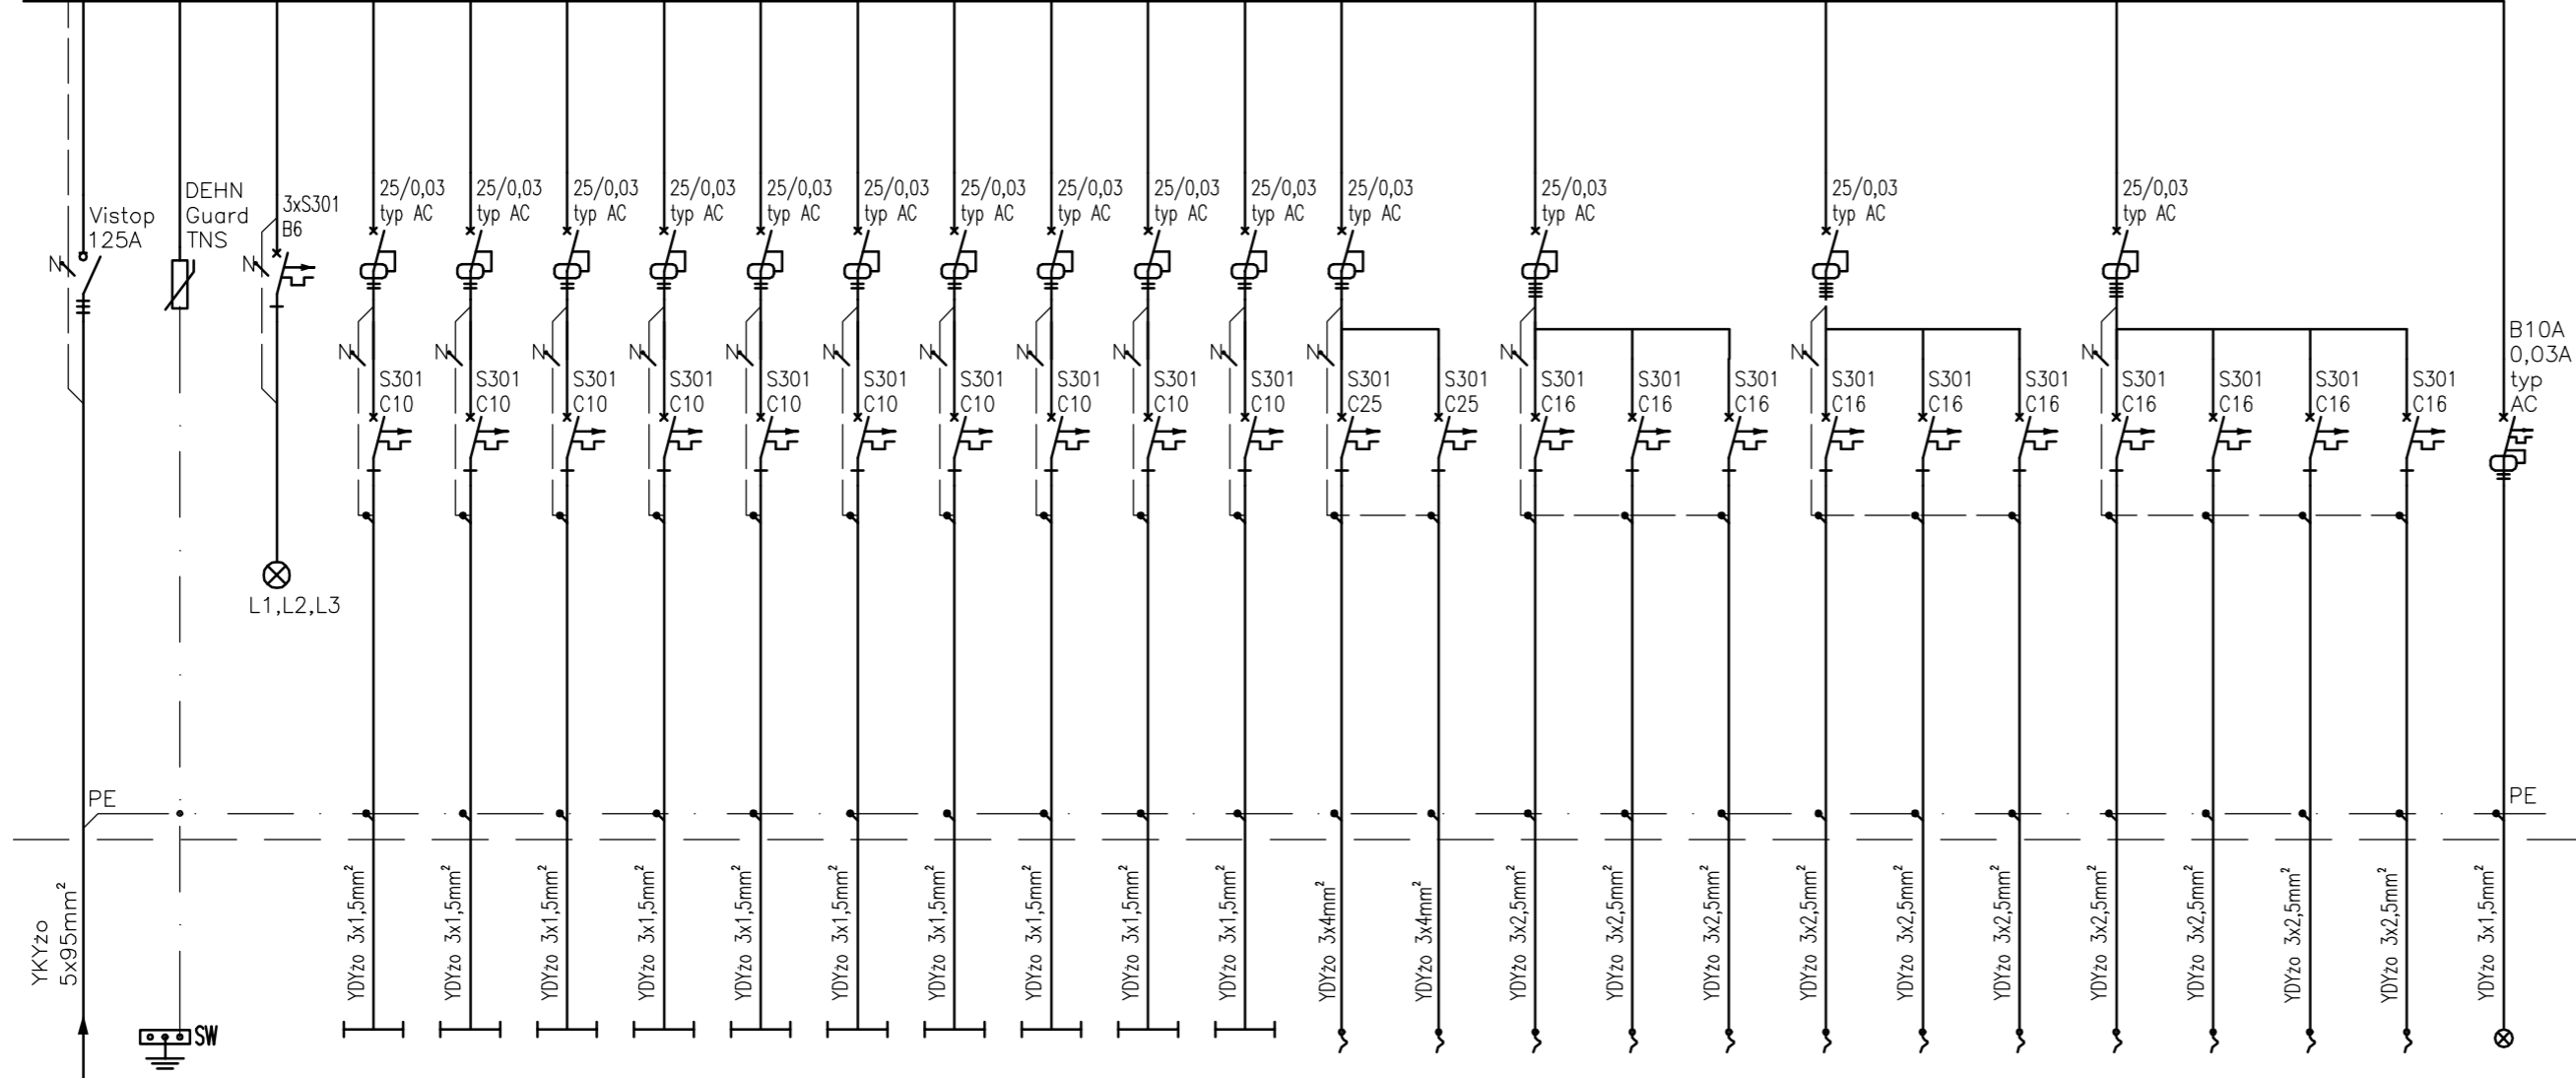 Vistop
125A
N
DEHN
Guard
TNS
3xS301
B6
N
L1,L2,L3
25/0,03
typ AC
25/0,03
typ AC
25/0,03
typ AC
25/0,03
typ AC
25/0,03
typ AC
25/0,03
typ AC
25/0,03
typ AC
25/0,03
typ AC
25/0,03
typ AC
25/0,03
typ AC
25/0,03
typ AC
25/0,03
typ AC
25/0,03
typ AC
25/0,03
typ AC
N
N
N
N
N
N
N
N
N
N
N
N
N
N
S301
C10
S301
C10
S301
C10
S301
C10
S301
C10
S301
C10
S301
C10
S301
C10
S301
C10
S301
C10
S301
C25
S301
C25
S301
C16
S301
C16
S301
C16
S301
C16
S301
C16
S301
C16
S301
C16
S301
C16
S301
C16
S301
C16
B10A
0,03A
typ
AC
PE
PE
YKYżo
5x95mm²
YDYżo 3x1,5mm²
YDYżo 3x1,5mm²
YDYżo 3x1,5mm²
YDYżo 3x1,5mm²
YDYżo 3x1,5mm²
YDYżo 3x1,5mm²
YDYżo 3x1,5mm²
YDYżo 3x1,5mm²
YDYżo 3x1,5mm²
YDYżo 3x1,5mm²
YDYżo 3x4mm²
YDYżo 3x4mm²
YDYżo 3x2,5mm²
YDYżo 3x2,5mm²
YDYżo 3x2,5mm²
YDYżo 3x2,5mm²
YDYżo 3x2,5mm²
YDYżo 3x2,5mm²
YDYżo 3x2,5mm²
YDYżo 3x2,5mm²
YDYżo 3x2,5mm²
YDYżo 3x2,5mm²
YDYżo 3x1,5mm²
SW